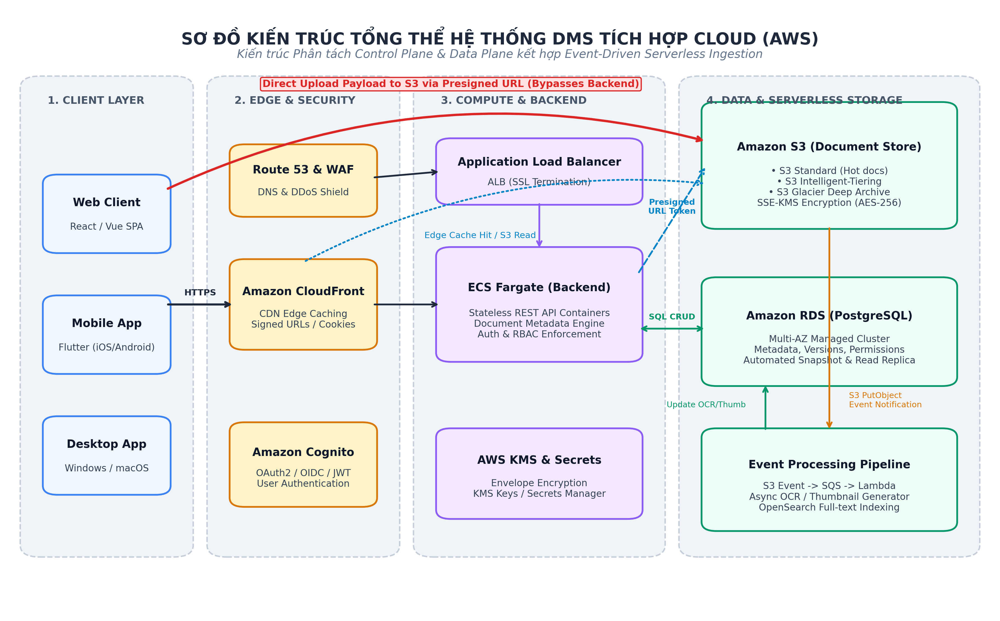 SƠ ĐỒ KIẾN TRÚC TỔNG THỂ HỆ THỐNG DMS TÍCH HỢP CLOUD (AWS)
Kiến trúc Phân tách Control Plane & Data Plane kết hợp Event-Driven Serverless Ingestion
Direct Upload Payload to S3 via Presigned URL (Bypasses Backend)
1. CLIENT LAYER
Web Client
React / Vue SPA
Mobile App
Flutter (iOS/Android)
Desktop App
Windows / macOS
HTTPS
2. EDGE & SECURITY
Route 53 & WAF
DNS & DDoS Shield
Amazon CloudFront
CDN Edge Caching
Signed URLs / Cookies
Amazon Cognito
OAuth2 / OIDC / JWT
User Authentication
3. COMPUTE & BACKEND
Application Load Balancer
ALB (SSL Termination)
Edge Cache Hit / S3 Read
ECS Fargate (Backend)
Stateless REST API Containers
Document Metadata Engine
Auth & RBAC Enforcement
AWS KMS & Secrets
Envelope Encryption
KMS Keys / Secrets Manager
Presigned
URL Token
SQL CRUD
4. DATA & SERVERLESS STORAGE
Amazon S3 (Document Store)
• S3 Standard (Hot docs)
• S3 Intelligent-Tiering
• S3 Glacier Deep Archive
SSE-KMS Encryption (AES-256)
Amazon RDS (PostgreSQL)
Multi-AZ Managed Cluster
Metadata, Versions, Permissions
Automated Snapshot & Read Replica
Update OCR/Thumb
S3 PutObject
Event Notification
Event Processing Pipeline
S3 Event -> SQS -> Lambda
Async OCR / Thumbnail Generator
OpenSearch Full-text Indexing